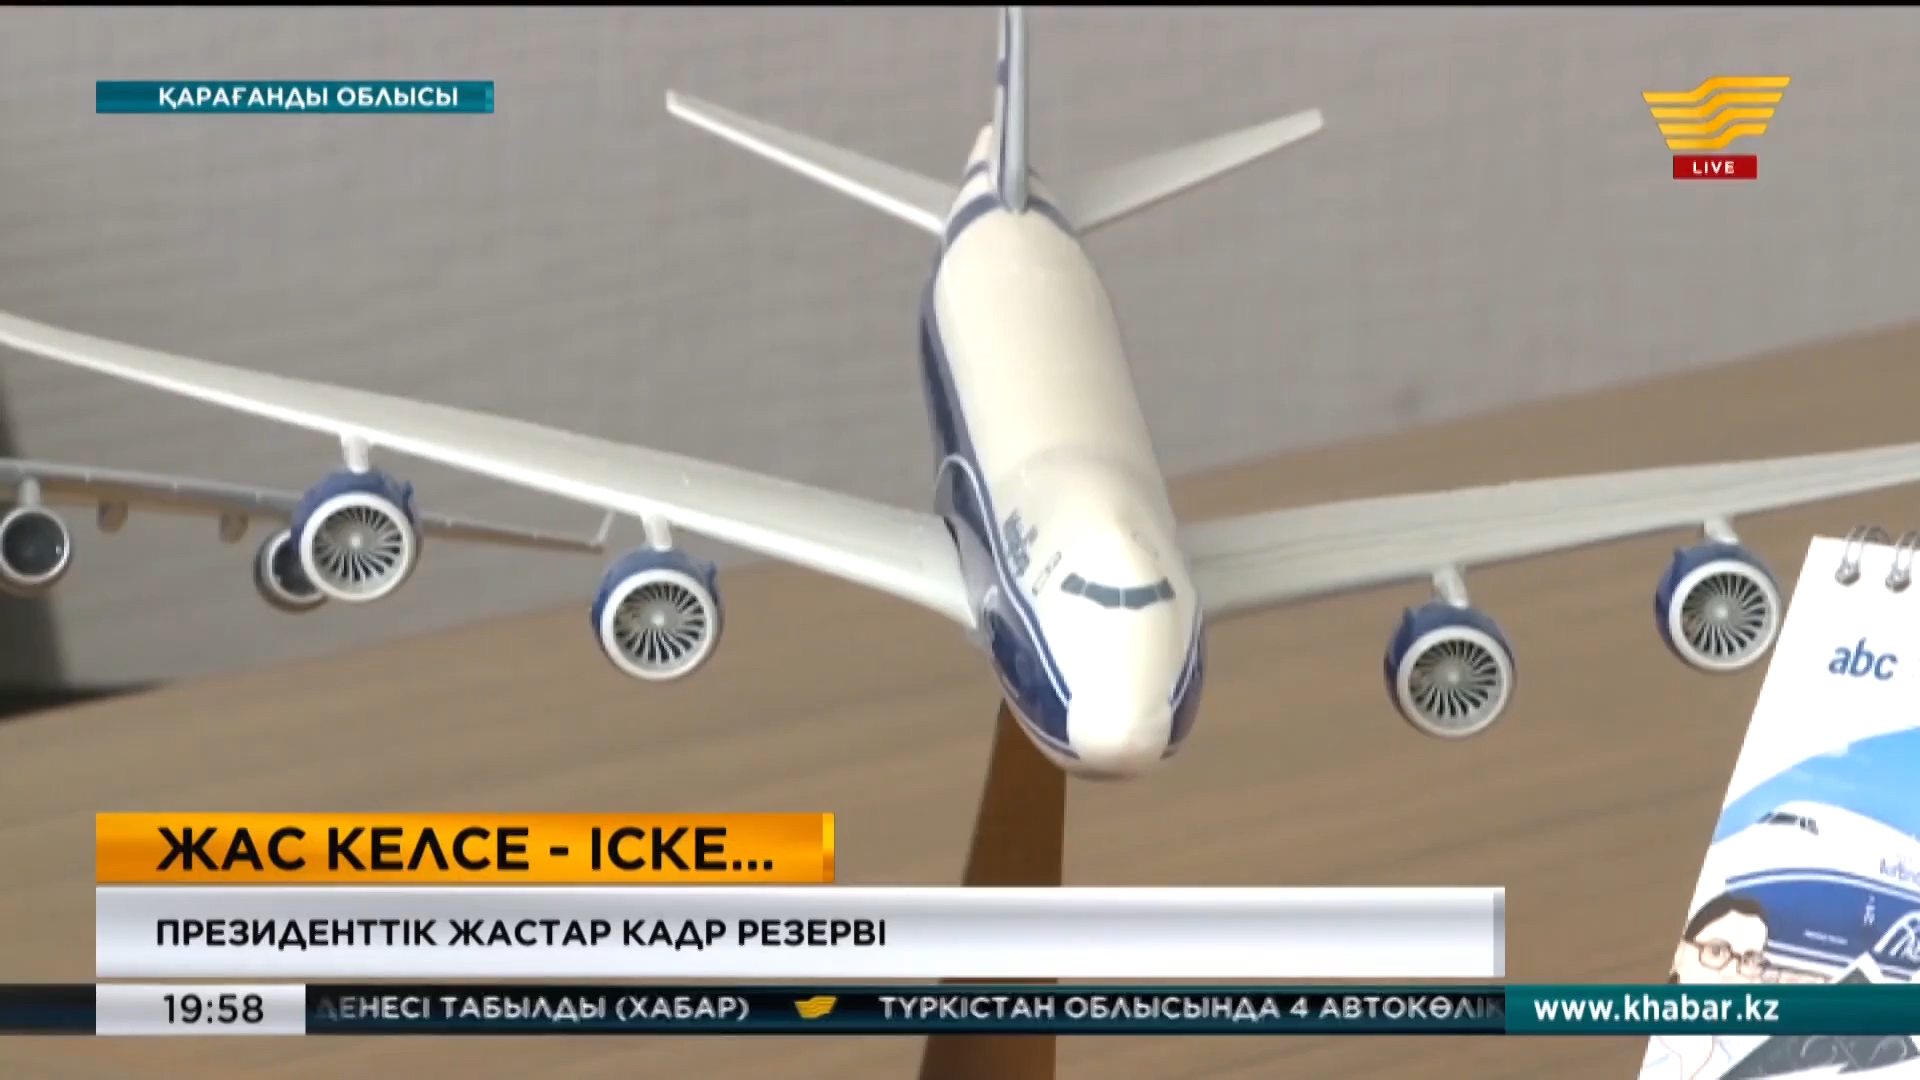 ҚАРАҒАНДЫ ОБЛЫСЫ
LIVE
abc
ЖАС КЕЛСЕ - ІСКЕ...
ПРЕЗИДЕНТТІК ЖАСТАР КАДР РЕЗЕРВІ
19:58
ДЕНЕСІ ТАБЫЛДЫ (ХАБАР) ТҮРКІСТАН ОБЛЫСЫНДА 4 АВТОКӨЛІК
www.khabar.kz